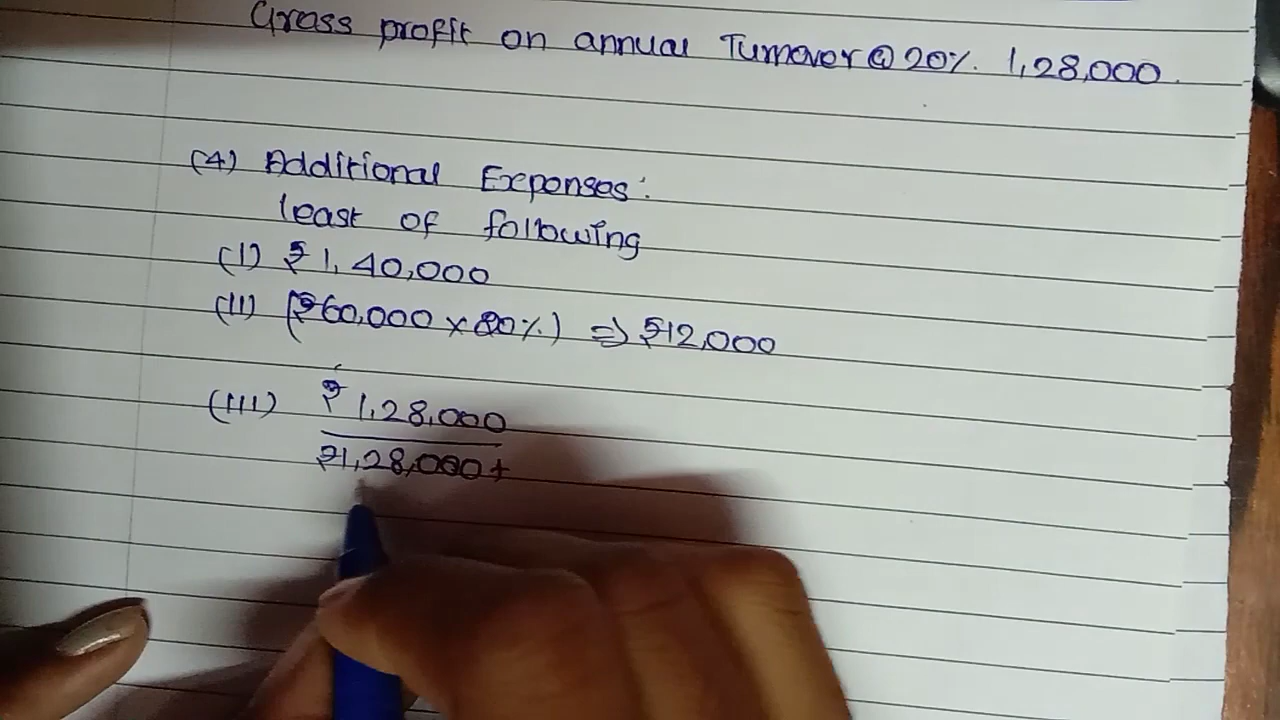 Gross profit on annual Turnover @ 20%. 1,28,000.
(4) Additional Expenses:
least of following
(I) ₹ 1,40,000
(II) (₹60,000 x 20%) ⇒ ₹12,000
(III) ₹ 1,28,000
₹1,28,000 +